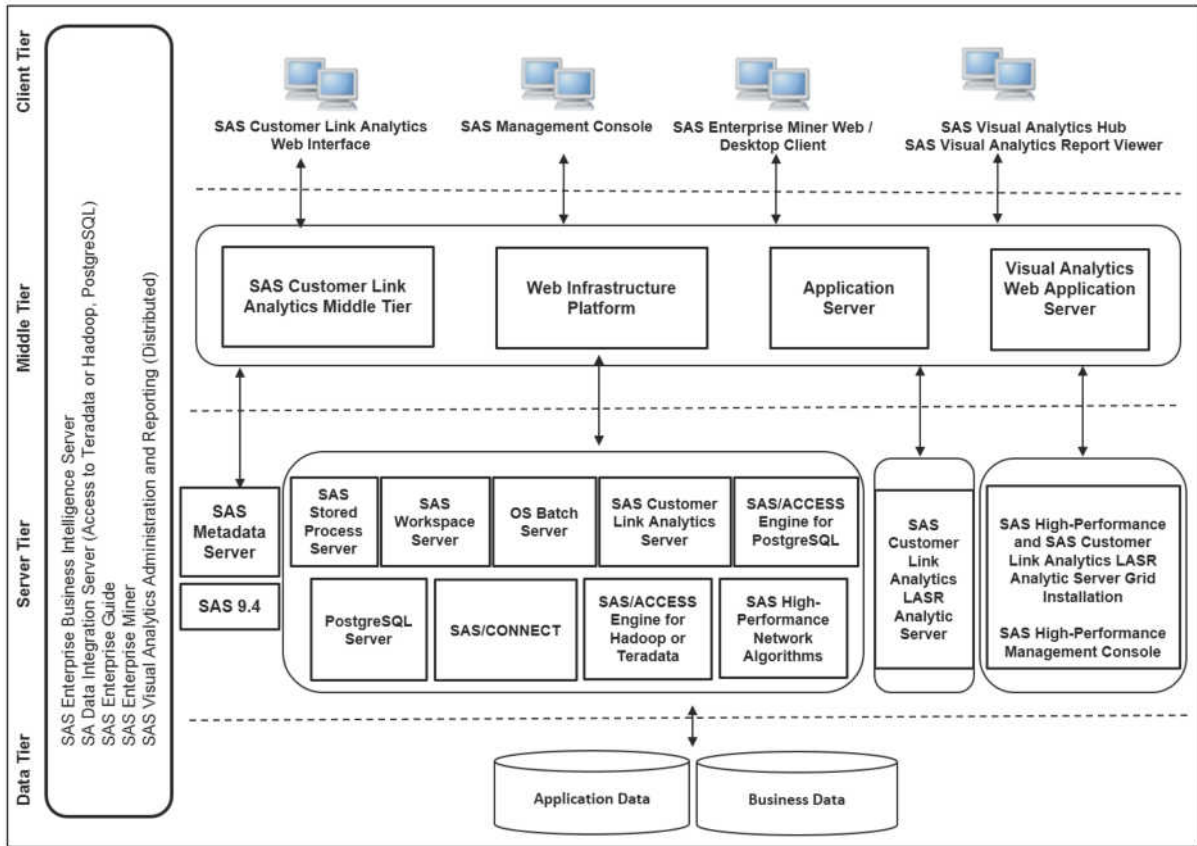 Client Tier
Middle Tier
Server Tier
Data Tier
SAS Enterprise Business Intelligence Server
SA Data Integration Server (Access to Teradata or Hadoop, PostgreSQL)
SAS Enterprise Guide
SAS Enterprise Miner
SAS Visual Analytics Administration and Reporting (Distributed)
SAS Customer Link Analytics
Web Interface
SAS Management Console
SAS Enterprise Miner Web /
Desktop Client
SAS Visual Analytics Hub
SAS Visual Analytics Report Viewer
SAS Customer Link
Analytics Middle Tier
Web Infrastructure
Platform
Application
Server
Visual Analytics
Web Application
Server
SAS
Metadata
Server
SAS 9.4
SAS
Stored
Process
Server
SAS
Workspace
Server
OS Batch
Server
SAS Customer
Link Analytics
Server
SAS/ACCESS
Engine for
PostgreSQL
PostgreSQL
Server
SAS/CONNECT
SAS/ACCESS
Engine for
Hadoop or
Teradata
SAS High-
Performance
Network
Algorithms
SAS
Customer
Link
Analytics
LASR
Analytic
Server
SAS High-Performance
and SAS Customer
Link Analytics LASR
Analytic Server Grid
Installation
SAS High-Performance
Management Console
Application Data
Business Data